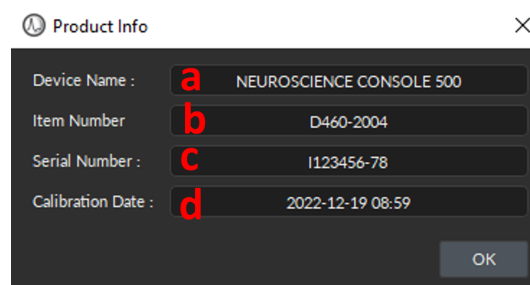 Product Info
Device Name : a NEUROSCIENCE CONSOLE 500
Item Number b D460-2004
Serial Number : c I123456-78
Calibration Date : d 2022-12-19 08:59
OK